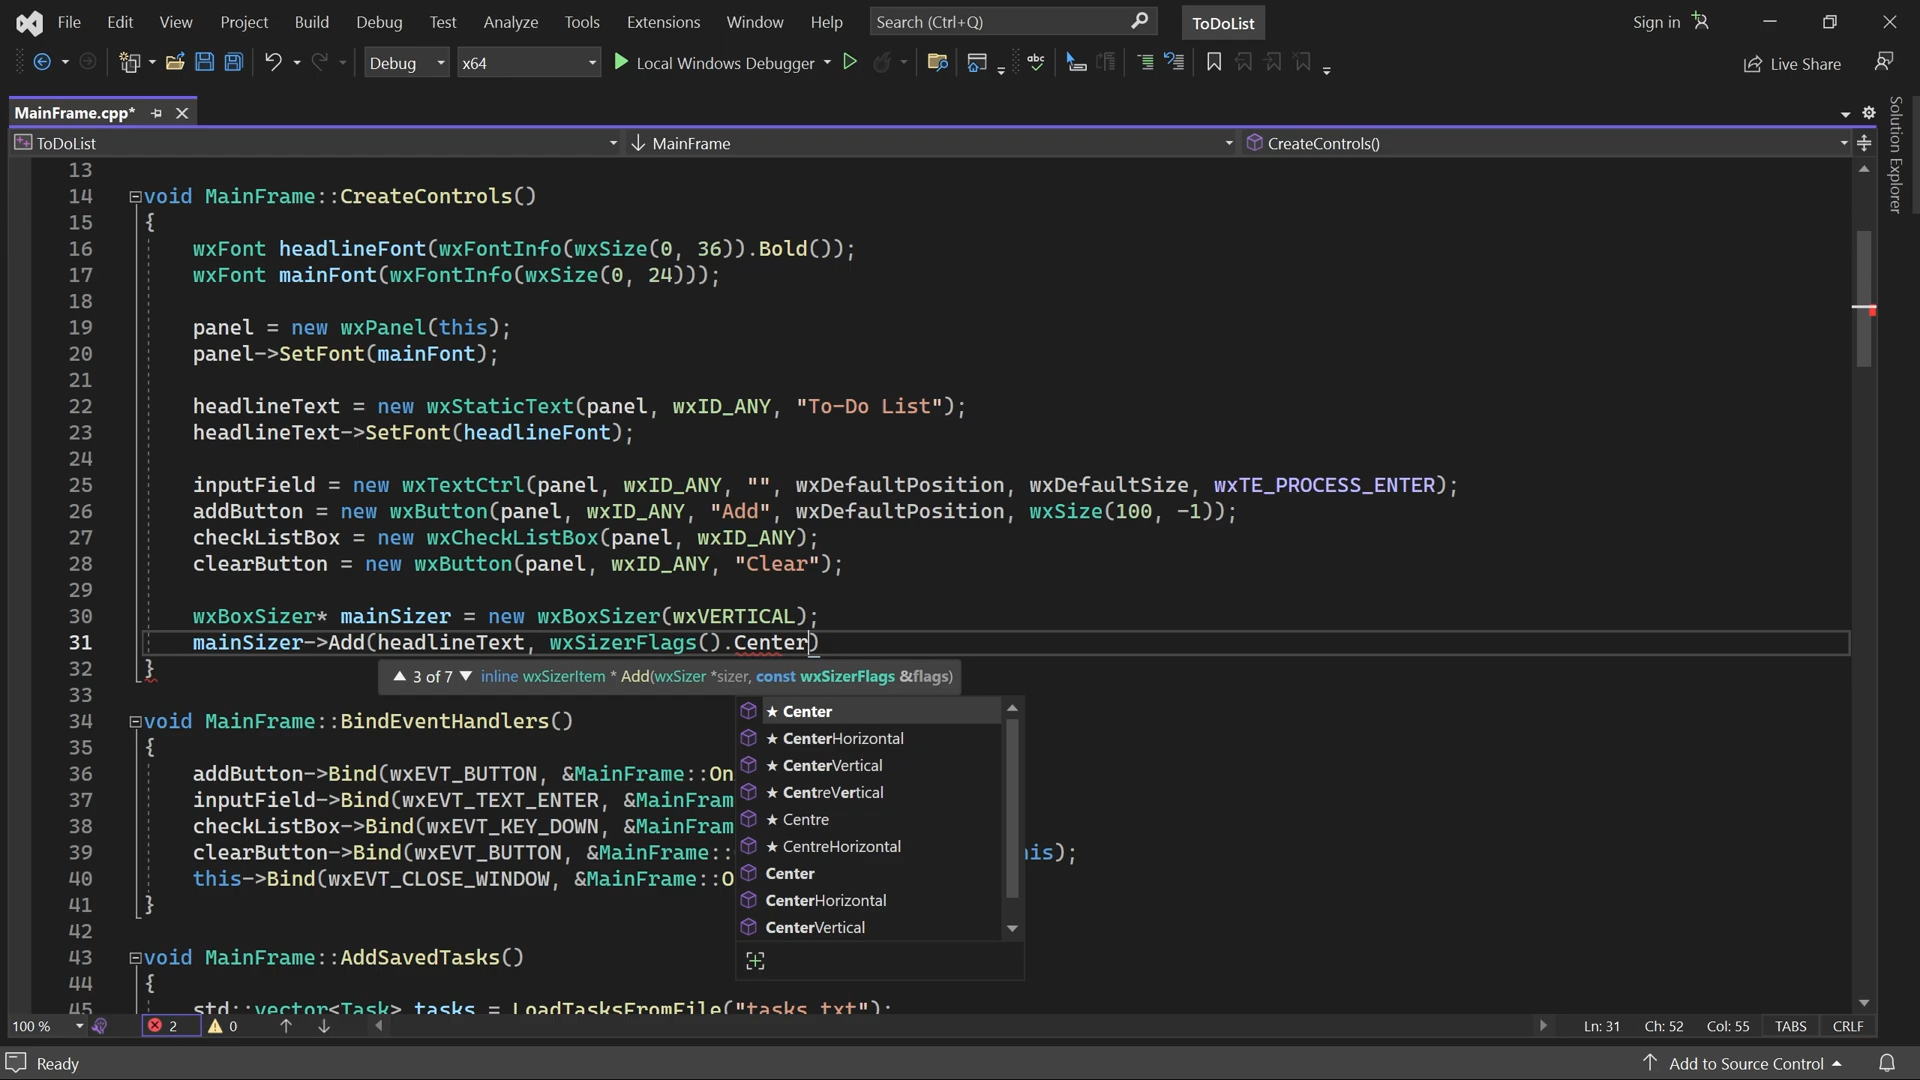 File Edit View Project Build Debug Test Analyze Tools Extensions Window Help Search (Ctrl+Q) ToDoList Sign in
Debug x64 Local Windows Debugger abc Live Share
MainFrame.cpp*
ToDoList MainFrame CreateControls()
Solution Explorer
13
14 void MainFrame::CreateControls()
15 {
16 wxFont headlineFont(wxFontInfo(wxSize(0, 36)).Bold());
17 wxFont mainFont(wxFontInfo(wxSize(0, 24)));
18
19 panel = new wxPanel(this);
20 panel->SetFont(mainFont);
21
22 headlineText = new wxStaticText(panel, wxID_ANY, "To-Do List");
23 headlineText->SetFont(headlineFont);
24
25 inputField = new wxTextCtrl(panel, wxID_ANY, "", wxDefaultPosition, wxDefaultSize, wxTE_PROCESS_ENTER);
26 addButton = new wxButton(panel, wxID_ANY, "Add", wxDefaultPosition, wxSize(100, -1));
27 checkListBox = new wxCheckListBox(panel, wxID_ANY);
28 clearButton = new wxButton(panel, wxID_ANY, "Clear");
29
30 wxBoxSizer* mainSizer = new wxBoxSizer(wxVERTICAL);
31 mainSizer->Add(headlineText, wxSizerFlags().Center)
32 }
▲ 3 of 7 ▼ inline wxSizerItem * Add(wxSizer *sizer, const wxSizerFlags &flags)
33
★ Center
34 void MainFrame::BindEventHandlers()
★ CenterHorizontal
35 {
★ CenterVertical
36 addButton->Bind(wxEVT_BUTTON, &MainFrame::On
★ CentreVertical
37 inputField->Bind(wxEVT_TEXT_ENTER, &MainFram
★ Centre
38 checkListBox->Bind(wxEVT_KEY_DOWN, &MainFram
★ CentreHorizontal
39 clearButton->Bind(wxEVT_BUTTON, &MainFrame:: his);
Center
40 this->Bind(wxEVT_CLOSE_WINDOW, &MainFrame::O
CenterHorizontal
41 }
CenterVertical
42
43 void MainFrame::AddSavedTasks()
44 {
45 std::vector<Task> tasks = LoadTasksFromFile("tasks.txt");
100 % 2 0 Ln: 31 Ch: 52 Col: 55 TABS CRLF
Ready Add to Source Control